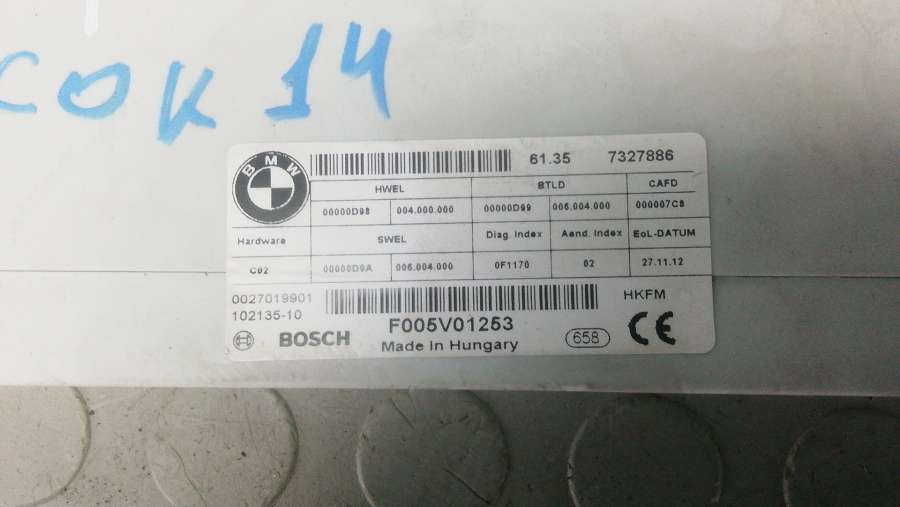 СОК 14
BMW
61.35 7327886
HWEL BTLD CAFD
00000D98 004.000.000 00000D99 006.004.000 000007C8
Hardware SWEL Diag. Index Aend. Index EoL-DATUM
C02 00000D9A 006.004.000 0F1170 02 27.11.12
0027019901 HKFM
102135-10
BOSCH F005V01253 658 CE
Made in Hungary